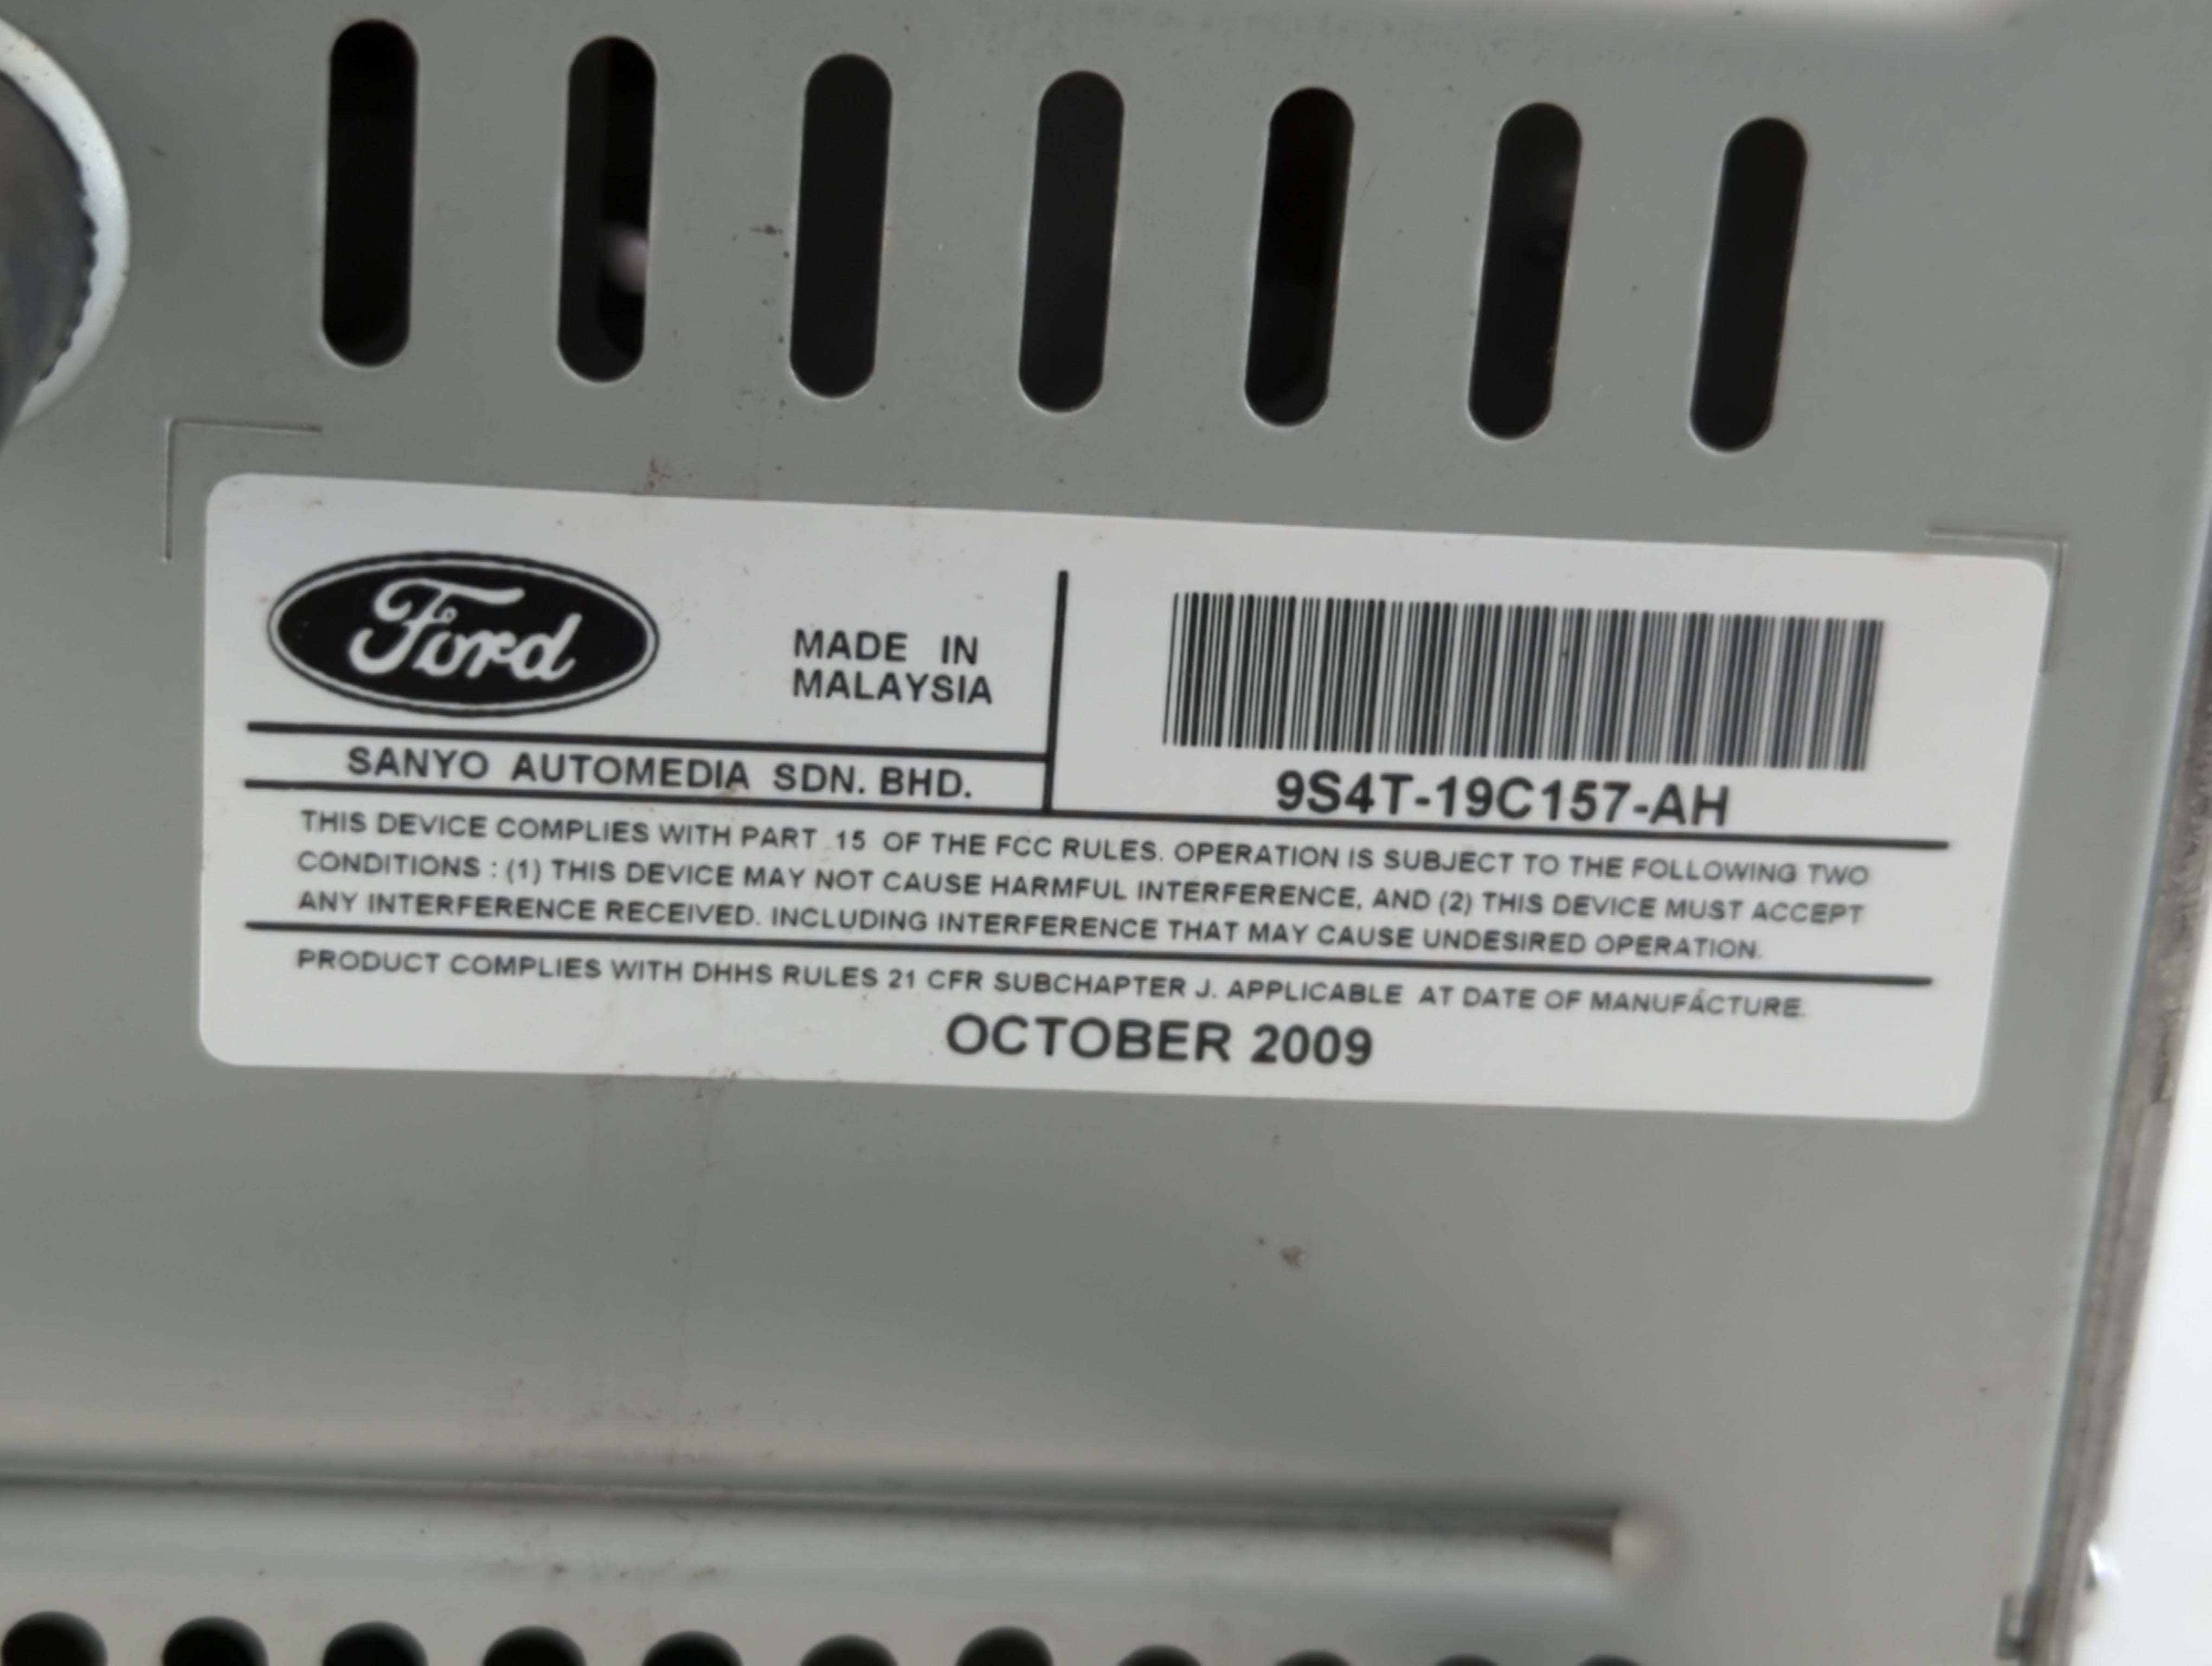 Ford
MADE IN
MALAYSIA
SANYO AUTOMEDIA SDN. BHD.
9S4T-19C157-AH
THIS DEVICE COMPLIES WITH PART 15 OF THE FCC RULES. OPERATION IS SUBJECT TO THE FOLLOWING TWO
CONDITIONS : (1) THIS DEVICE MAY NOT CAUSE HARMFUL INTERFERENCE, AND (2) THIS DEVICE MUST ACCEPT
ANY INTERFERENCE RECEIVED. INCLUDING INTERFERENCE THAT MAY CAUSE UNDESIRED OPERATION.
PRODUCT COMPLIES WITH DHHS RULES 21 CFR SUBCHAPTER J. APPLICABLE AT DATE OF MANUFACTURE.
OCTOBER 2009